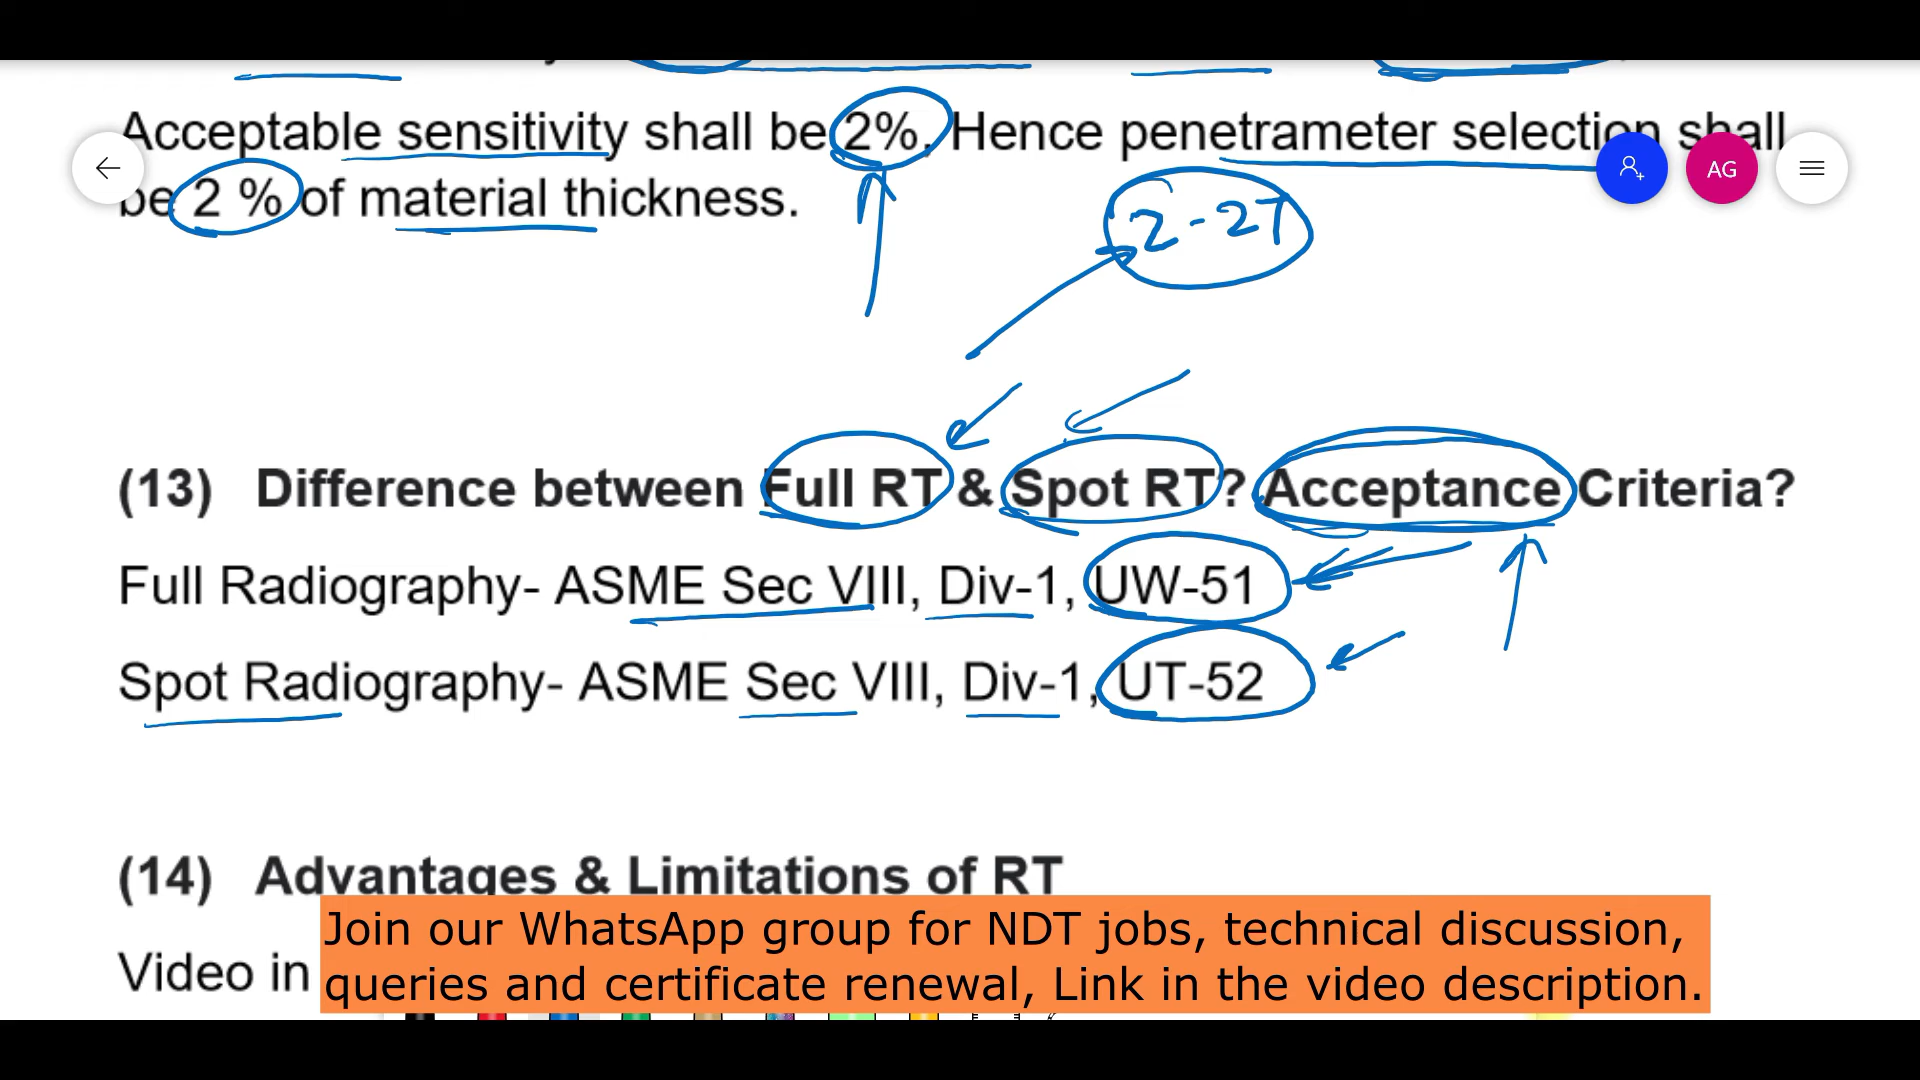 Acceptable sensitivity shall be 2%. Hence penetrameter selection shall
be 2 % of material thickness.
2-2T
AG
(13) Difference between Full RT & Spot RT? Acceptance Criteria?
Full Radiography- ASME Sec VIII, Div-1, UW-51
Spot Radiography- ASME Sec VIII, Div-1, UT-52
(14) Advantages & Limitations of RT
Video in
Join our WhatsApp group for NDT jobs, technical discussion,
queries and certificate renewal, Link in the video description.